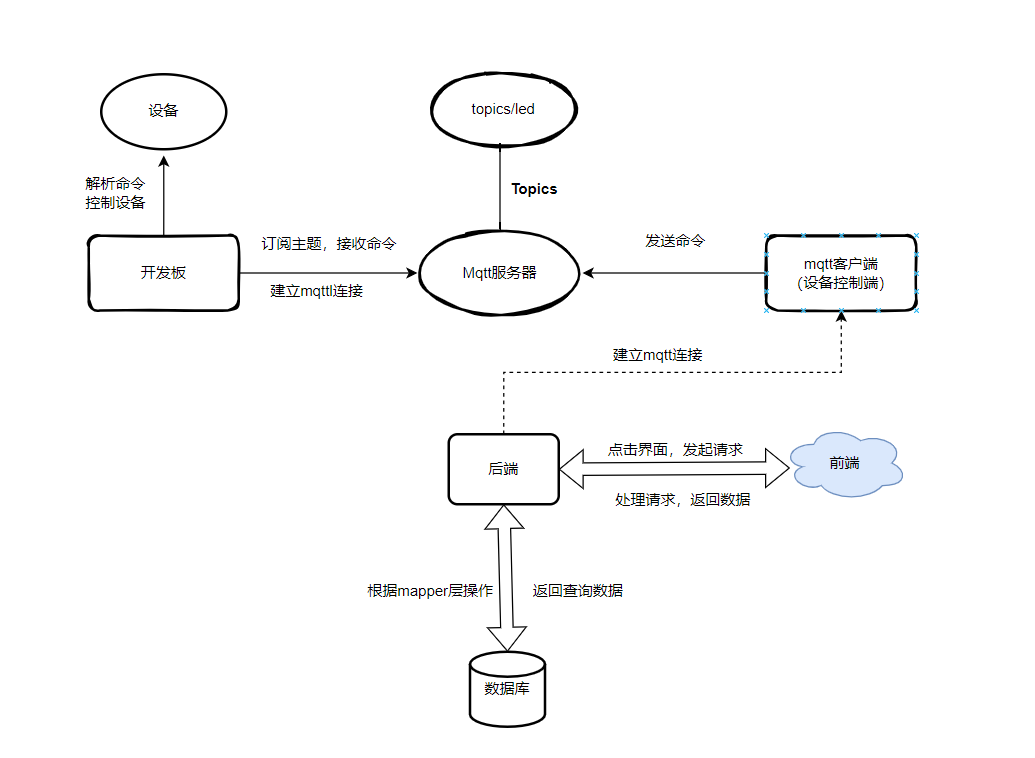 设备
topics/led
解析命令
控制设备
Topics
订阅主题，接收命令
发送命令
开发板
Mqtt服务器
mqtt客户端
（设备控制端）
建立mqttl连接
建立mqtt连接
点击界面，发起请求
后端
前端
处理请求，返回数据
根据mapper层操作
返回查询数据
数据库